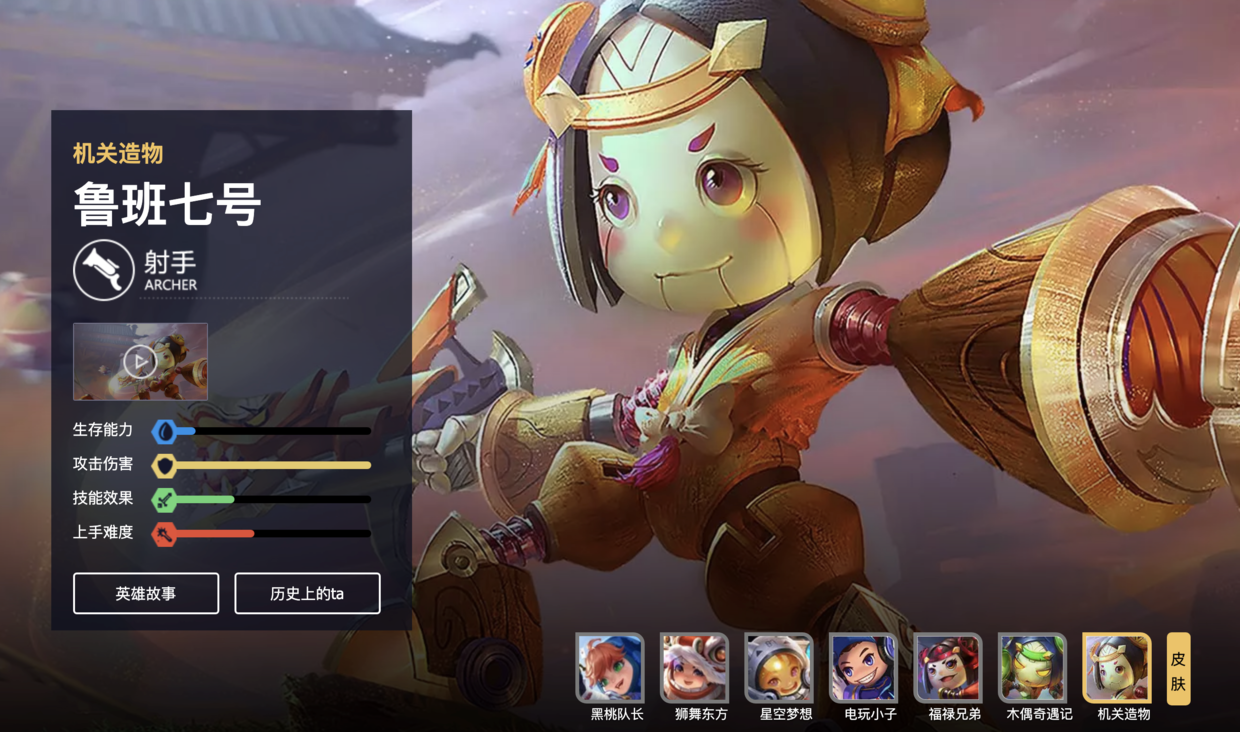 机关造物
鲁班七号
射手
ARCHER
生存能力
攻击伤害
技能效果
上手难度
英雄故事
历史上的ta
黑桃队长
狮舞东方
星空梦想
电玩小子
福禄兄弟
木偶奇遇记
机关造物
皮
肤